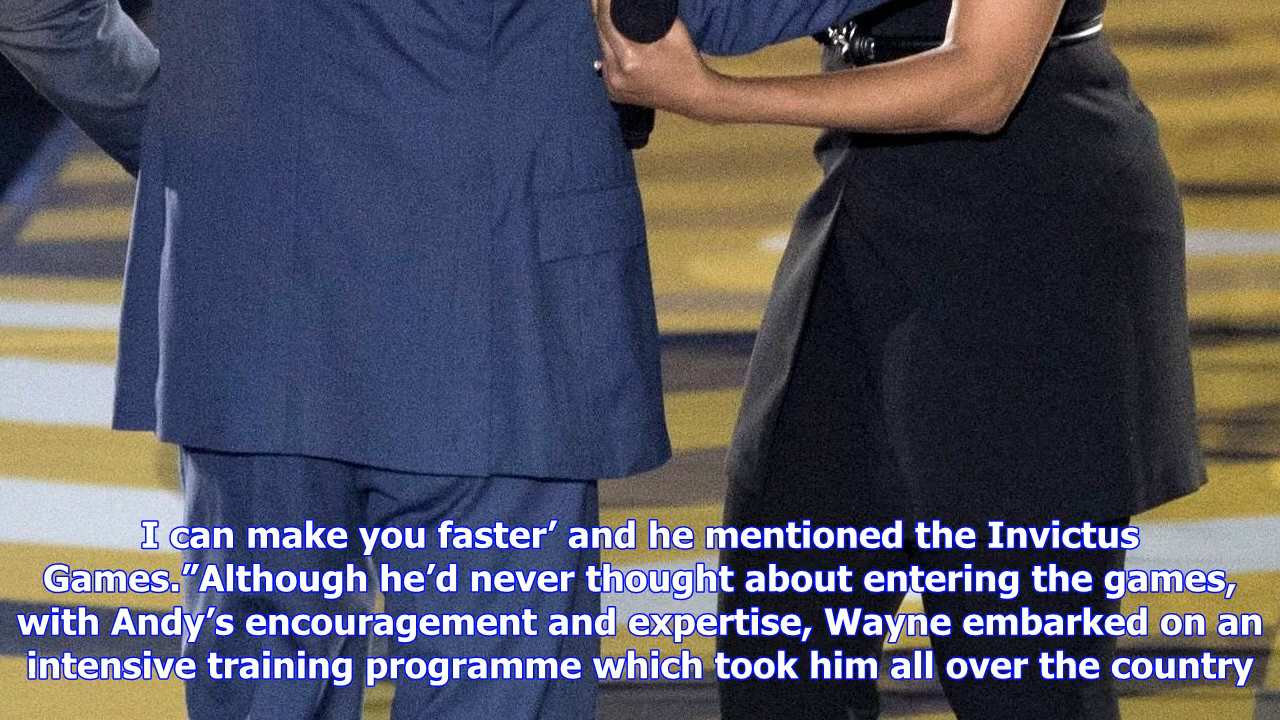 I can make you faster’ and he mentioned the Invictus
Games.”Although he’d never thought about entering the games,
with Andy’s encouragement and expertise, Wayne embarked on an
intensive training programme which took him all over the country